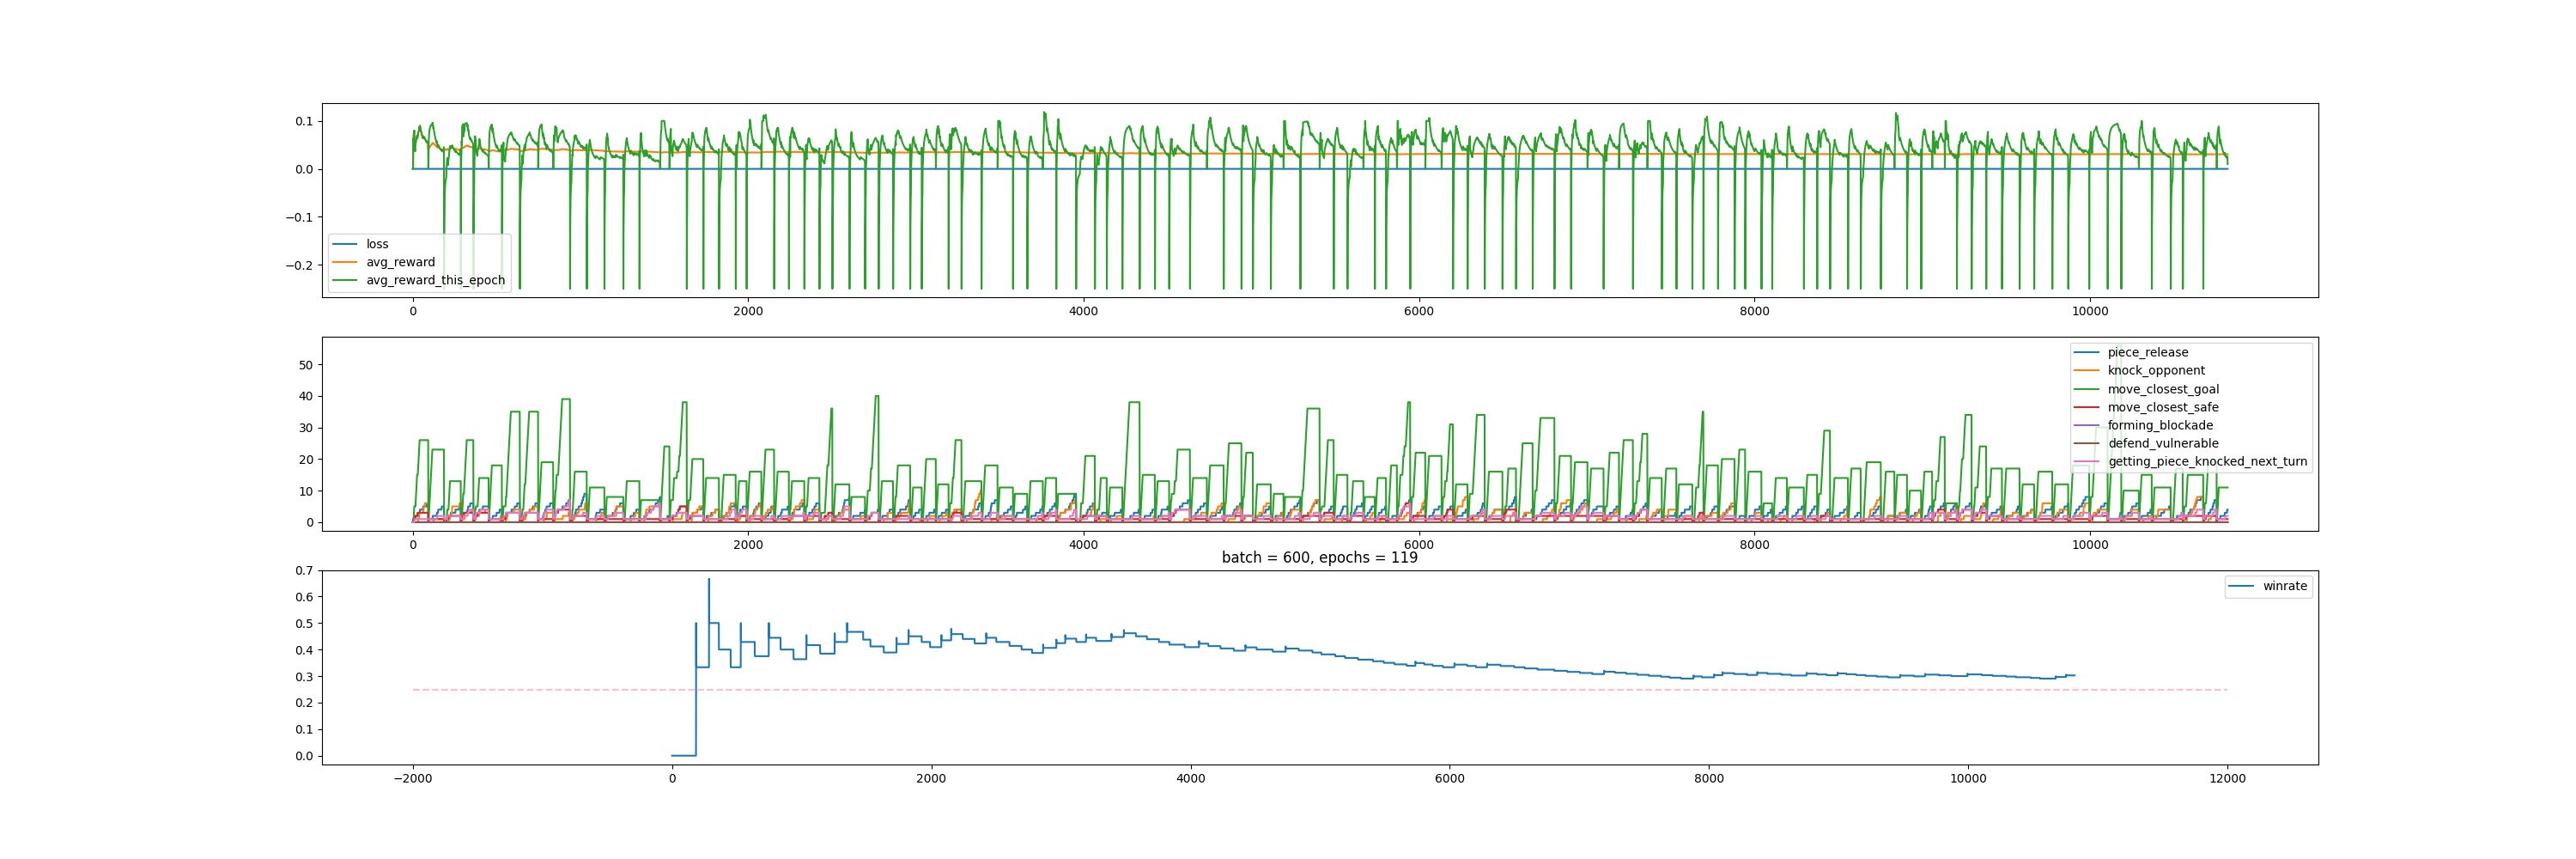 0.1
0.0
−0.1
−0.2
loss
avg_reward
avg_reward_this_epoch
0 2000 4000 6000 8000 10000
50
40
30
20
10
0
piece_release
knock_opponent
move_closest_goal
move_closest_safe
forming_blockade
defend_vulnerable
getting_piece_knocked_next_turn
0 2000 4000 6000 8000 10000
batch = 600, epochs = 119
0.7
0.6
0.5
0.4
0.3
0.2
0.1
0.0
winrate
−2000 0 2000 4000 6000 8000 10000 12000